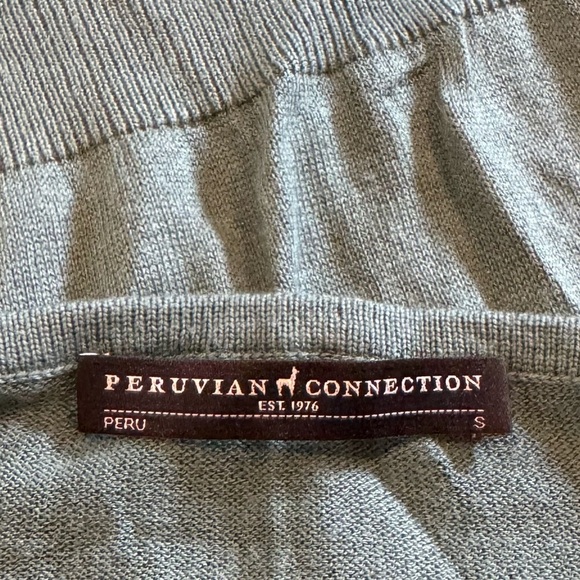 PERUVIAN CONNECTION
EST. 1976
PERU S